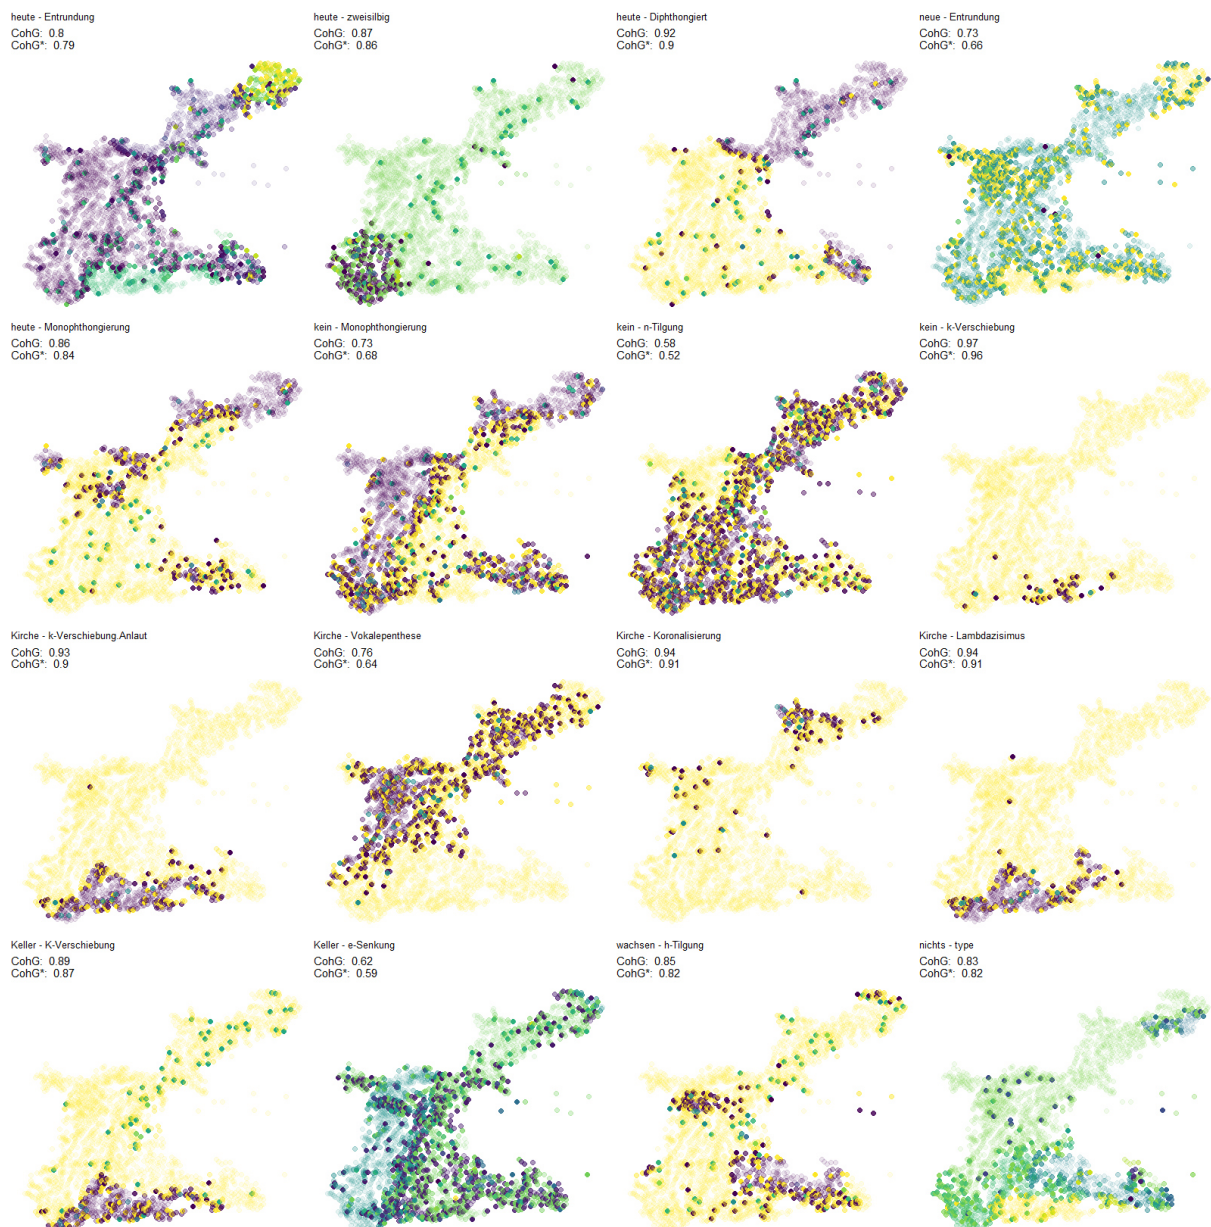 heute - Entrundung
CohG: 0.8
CohG*: 0.79
heute - zweisilbig
CohG: 0.87
CohG*: 0.86
heute - Diphthongiert
CohG: 0.92
CohG*: 0.9
neue - Entrundung
CohG: 0.73
CohG*: 0.66
heute - Monophthongierung
CohG: 0.86
CohG*: 0.84
kein - Monophthongierung
CohG: 0.73
CohG*: 0.68
kein - n-Tilgung
CohG: 0.58
CohG*: 0.52
kein - k-Verschiebung
CohG: 0.97
CohG*: 0.96
Kirche - k-Verschiebung.Anlaut
CohG: 0.93
CohG*: 0.9
Kirche - Vokalepenthese
CohG: 0.76
CohG*: 0.64
Kirche - Koronalisierung
CohG: 0.94
CohG*: 0.91
Kirche - Lambdazisimus
CohG: 0.94
CohG*: 0.91
Keller - K-Verschiebung
CohG: 0.89
CohG*: 0.87
Keller - e-Senkung
CohG: 0.62
CohG*: 0.59
wachsen - h-Tilgung
CohG: 0.85
CohG*: 0.82
nichts - type
CohG: 0.83
CohG*: 0.82